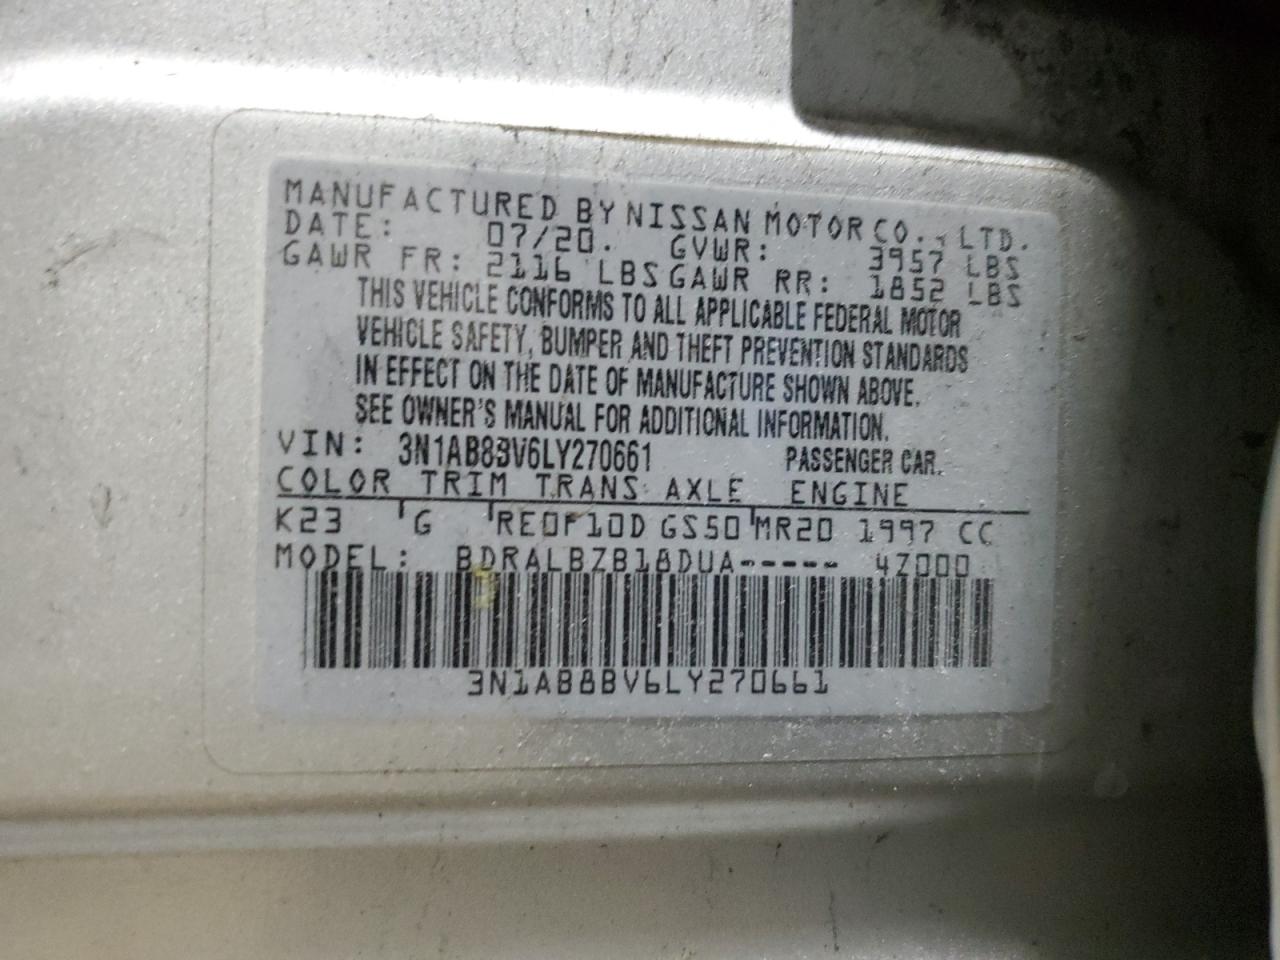 MANUFACTURED BY NISSAN MOTOR CO., LTD.
DATE: 07/20. GVWR: 3957 LBS
GAWR FR: 2116 LBS GAWR RR: 1852 LBS
THIS VEHICLE CONFORMS TO ALL APPLICABLE FEDERAL MOTOR
VEHICLE SAFETY, BUMPER AND THEFT PREVENTION STANDARDS
IN EFFECT ON THE DATE OF MANUFACTURE SHOWN ABOVE.
SEE OWNER'S MANUAL FOR ADDITIONAL INFORMATION.
VIN: 3N1AB8BV6LY270661 PASSENGER CAR.
COLOR TRIM TRANS AXLE ENGINE
K23 G RE0F10D GS50 MR20 1997 CC
MODEL: BDRALBZB18DUA----- 4Z000
3N1AB8BV6LY270661